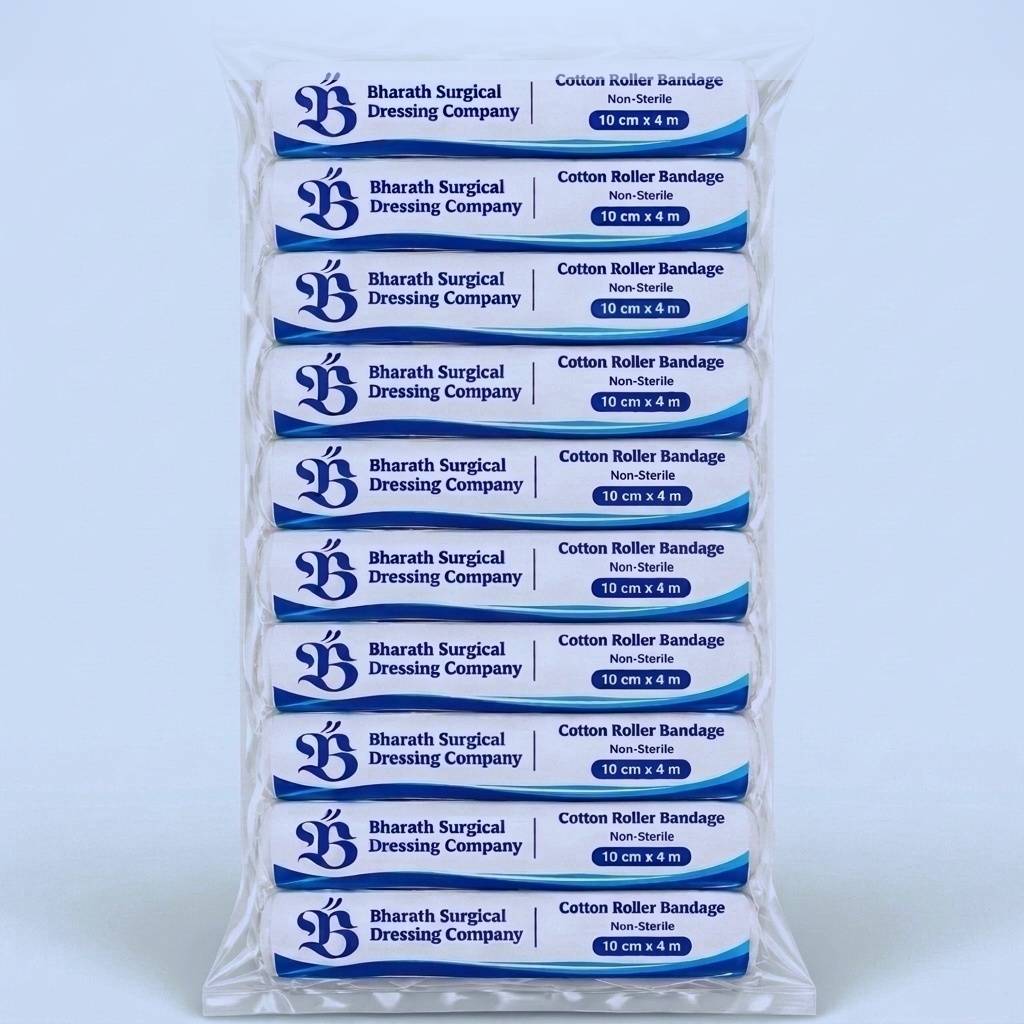 Bharath Surgical
Dressing Company
Cotton Roller Bandage
Non-Sterile
10 cm x 4 m
Bharath Surgical
Dressing Company
Cotton Roller Bandage
Non-Sterile
10 cm x 4 m
Bharath Surgical
Dressing Company
Cotton Roller Bandage
Non-Sterile
10 cm x 4 m
Bharath Surgical
Dressing Company
Cotton Roller Bandage
Non-Sterile
10 cm x 4 m
Bharath Surgical
Dressing Company
Cotton Roller Bandage
Non-Sterile
10 cm x 4 m
Bharath Surgical
Dressing Company
Cotton Roller Bandage
Non-Sterile
10 cm x 4 m
Bharath Surgical
Dressing Company
Cotton Roller Bandage
Non-Sterile
10 cm x 4 m
Bharath Surgical
Dressing Company
Cotton Roller Bandage
Non-Sterile
10 cm x 4 m
Bharath Surgical
Dressing Company
Cotton Roller Bandage
Non-Sterile
10 cm x 4 m
Bharath Surgical
Dressing Company
Cotton Roller Bandage
Non-Sterile
10 cm x 4 m